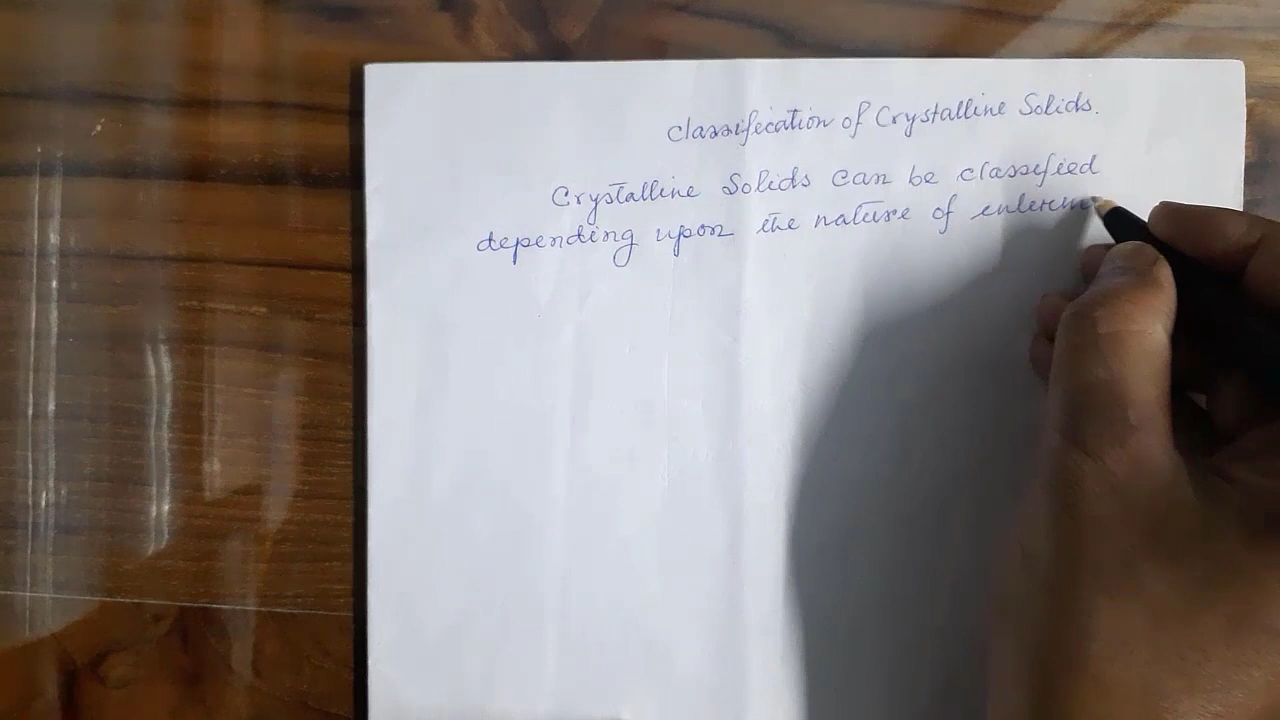 Classification of Crystalline Solids.
Crystalline Solids can be classified
depending upon the nature of